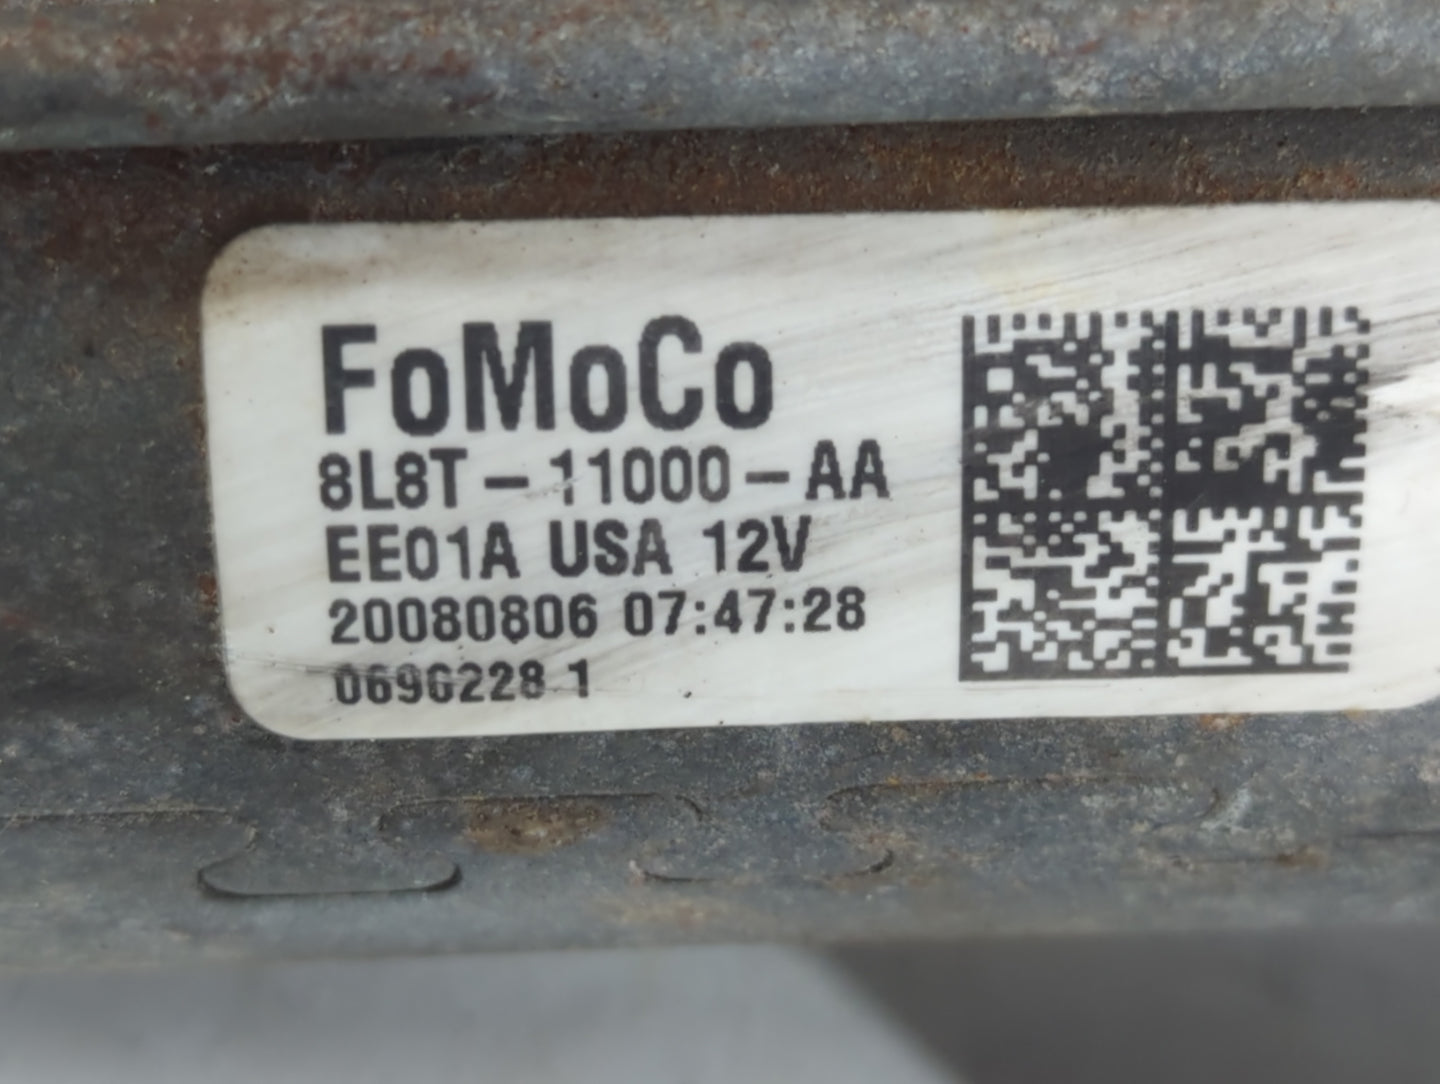 FoMoCo
8L8T-11000-AA
EE01A USA 12V
20080806 07:47:28
0696228 1